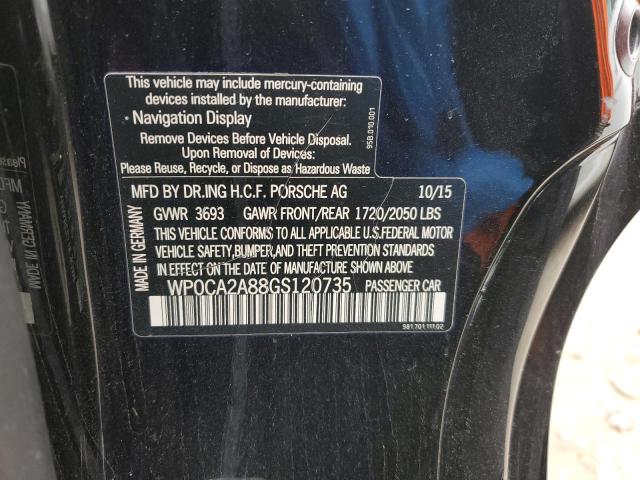 This vehicle may include mercury-containing
devices installed by the manufacturer:
• Navigation Display
Remove Devices Before Vehicle Disposal.
Upon Removal of Devices:
Please Reuse, Recycle, or Dispose as Hazardous Waste
95B.010.001
MFD BY DR.ING H.C.F. PORSCHE AG 10/15
GVWR 3693 GAWR FRONT/REAR 1720/2050 LBS
THIS VEHICLE CONFORMS TO ALL APPLICABLE U.S.FEDERAL MOTOR
VEHICLE SAFETY,BUMPER,AND THEFT PREVENTION STANDARDS
IN EFFECT ON THE DATE OF MANUFACTURE SHOWN ABOVE
WP0CA2A88GS120735 PASSENGER CAR
MADE IN GERMANY
981.701.111.02